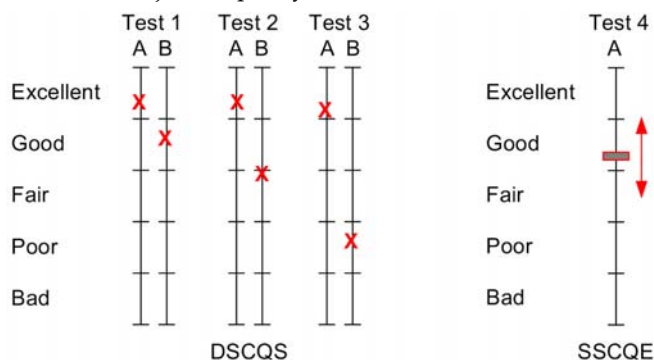 Test 1 Test 2 Test 3 Test 4
A B A B A B A
Excellent Excellent
Good Good
Fair Fair
Poor Poor
Bad Bad
DSCQS SSCQE